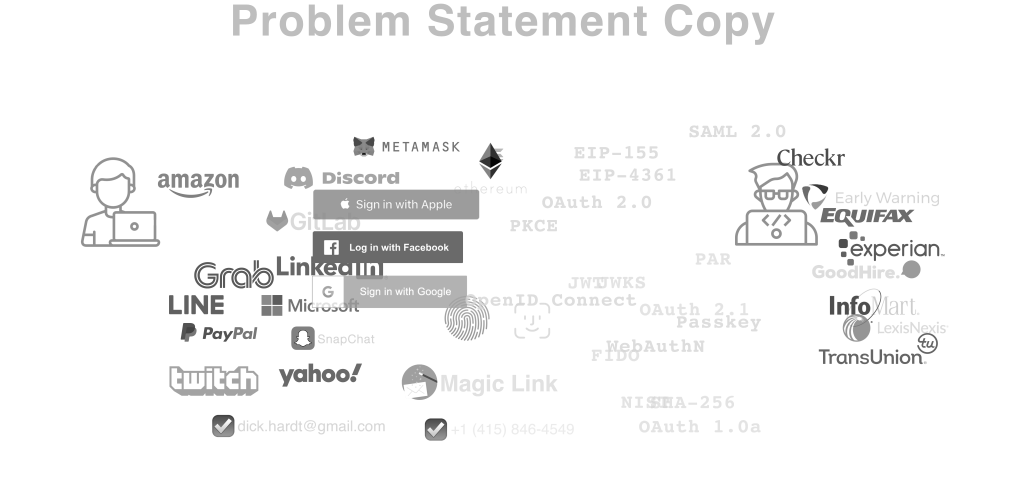 Problem Statement Copy
SAML 2.0
METAMASK
EIP-155
Checkr
amazon
Discord
ethereum
EIP-4361
Early Warning
Sign in with Apple
OAuth 2.0
EQUIFAX
GitLab
PKCE
Log in with Facebook
experian.
PAR
LinkedIn
Grab
GoodHire.
JWT
JWKS
Sign in with Google
OpenID Connect
LINE
Microsoft
OAuth 2.1
InfoMart.
Passkey
LexisNexis
PayPal
SnapChat
WebAuthN
FIDO
tu
TransUnion
twitch
yahoo!
Magic Link
NIST
SHA-256
dick.hardt@gmail.com
+1 (415) 846-4549
OAuth 1.0a